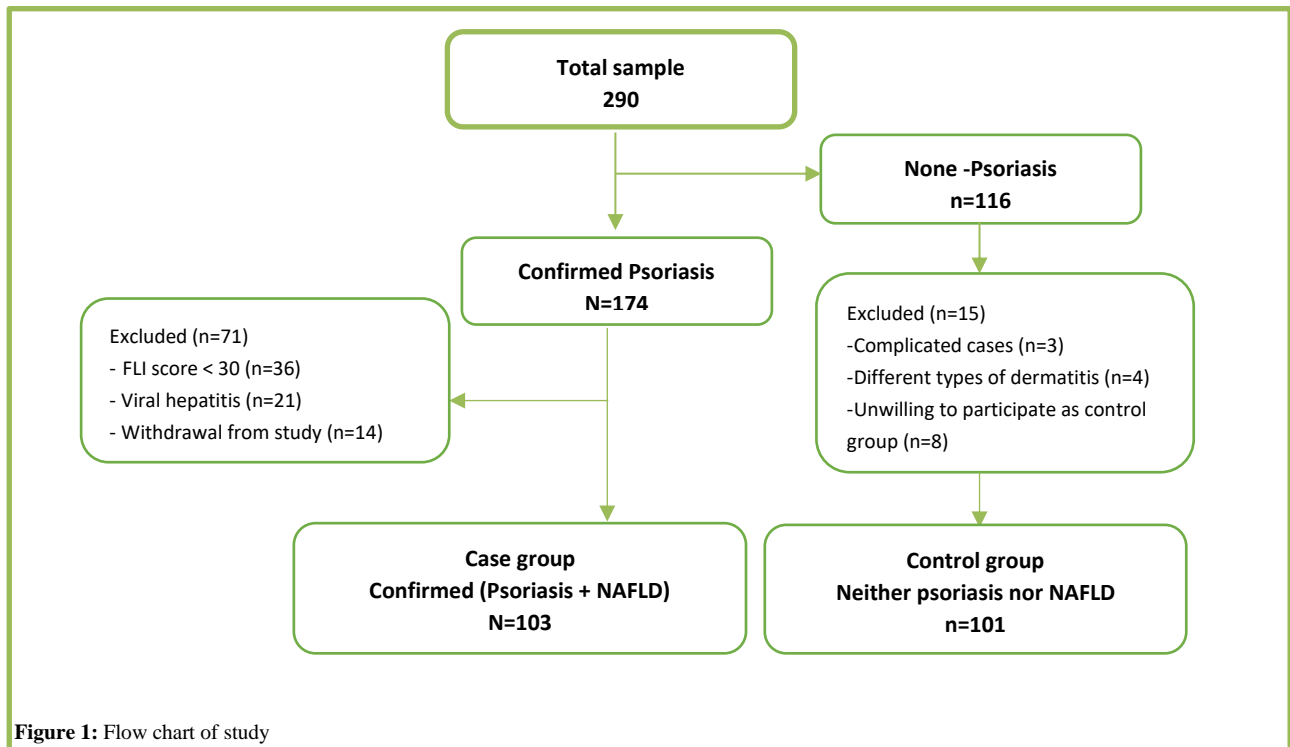 Total sample
290
None -Psoriasis
n=116
Confirmed Psoriasis
N=174
Excluded (n=71)
- FLI score < 30 (n=36)
- Viral hepatitis (n=21)
- Withdrawal from study (n=14)
Excluded (n=15)
-Complicated cases (n=3)
-Different types of dermatitis (n=4)
-Unwilling to participate as control
group (n=8)
Case group
Confirmed (Psoriasis + NAFLD)
N=103
Control group
Neither psoriasis nor NAFLD
n=101
Figure 1: Flow chart of study